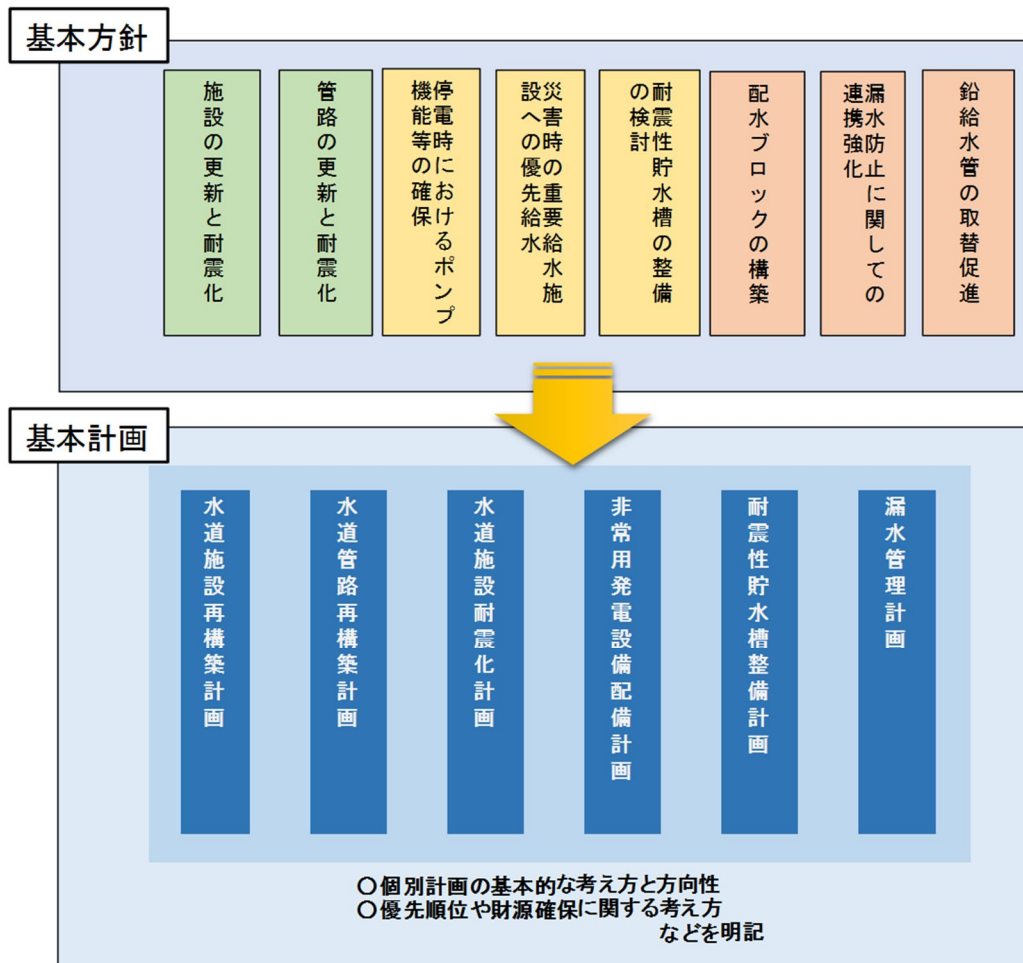 基本方針
施設の更新と耐震化
管路の更新と耐震化
停電時におけるポンプ
機能等の確保
災害時の重要給水施
設への優先給水
耐震性貯水槽の整備
の検討
配水ブロックの構築
漏水防止に関しての
連携強化
鉛給水管の取替促進
基本計画
水道施設再構築計画
水道管路再構築計画
水道施設耐震化計画
非常用発電設備配備計画
耐震性貯水槽整備計画
漏水管理計画
〇個別計画の基本的な考え方と方向性
〇優先順位や財源確保に関する考え方
などを明記